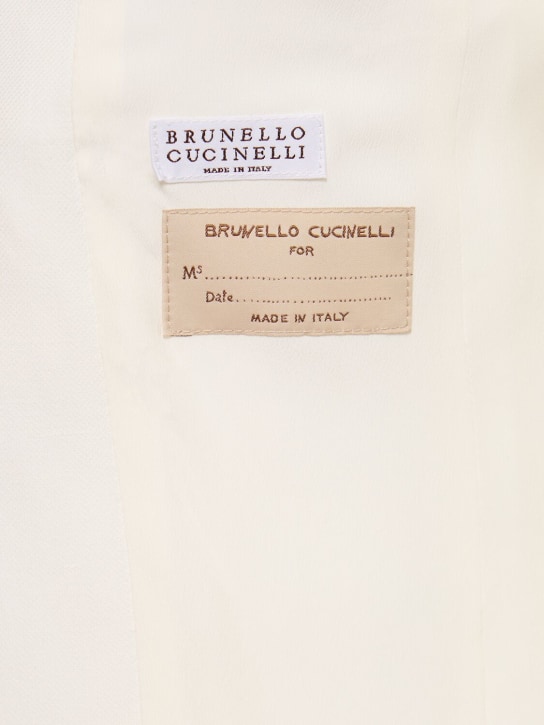 BRUNELLO
CUCINELLI
MADE IN ITALY
BRUNELLO CUCINELLI
FOR
Ms................................................
Date....................................
MADE IN ITALY